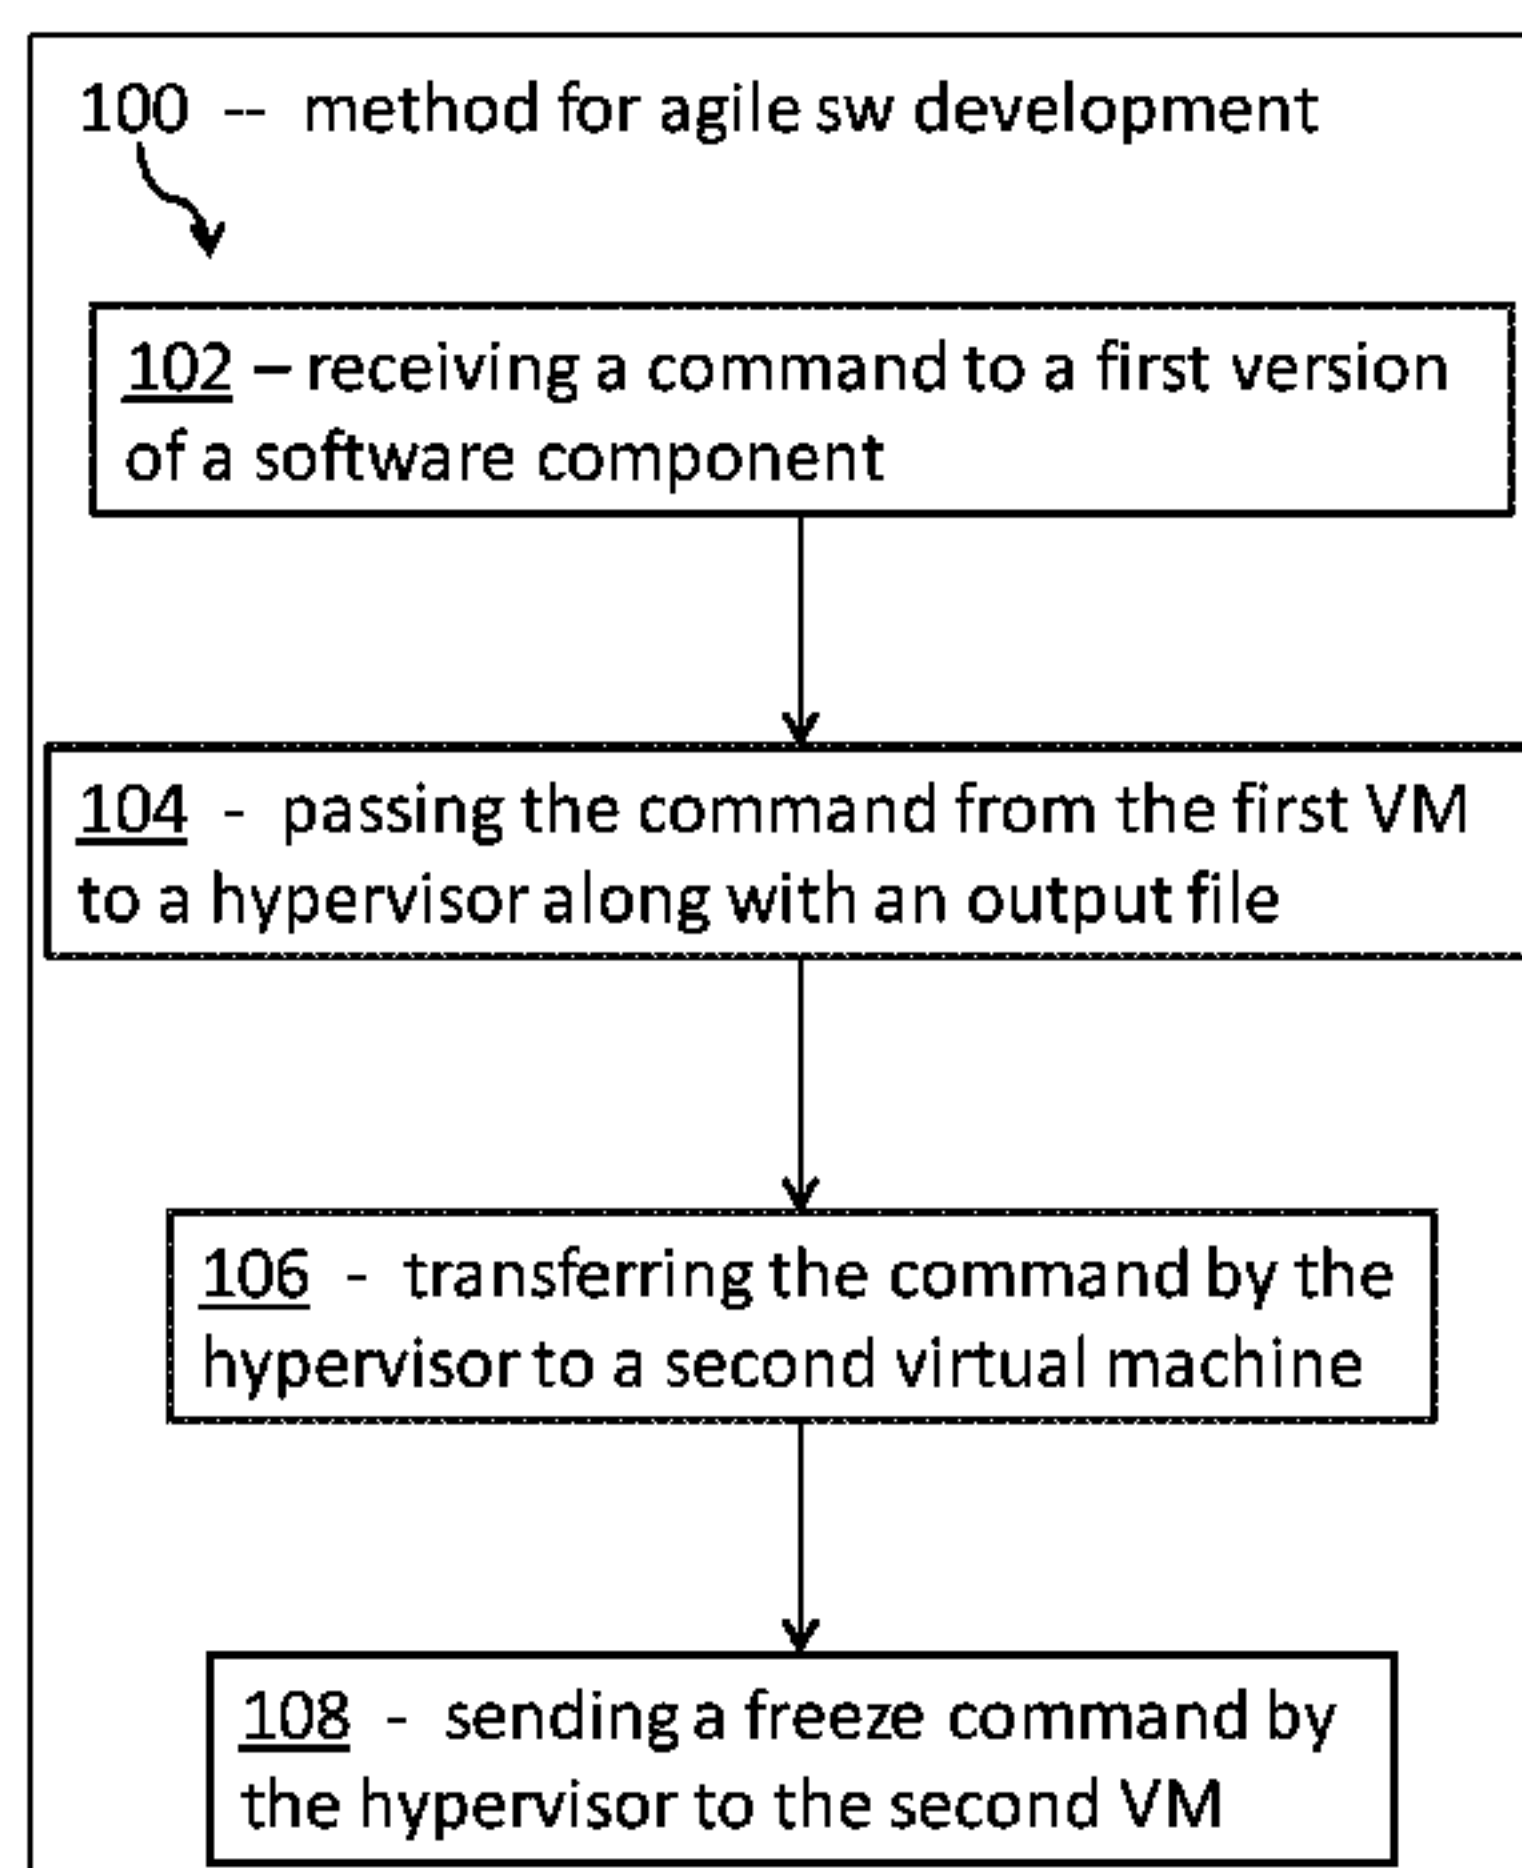 100 -- method for agile sw development
102 – receiving a command to a first version
of a software component
104 - passing the command from the first VM
to a hypervisor along with an output file
106 - transferring the command by the
hypervisor to a second virtual machine
108 - sending a freeze command by
the hypervisor to the second VM